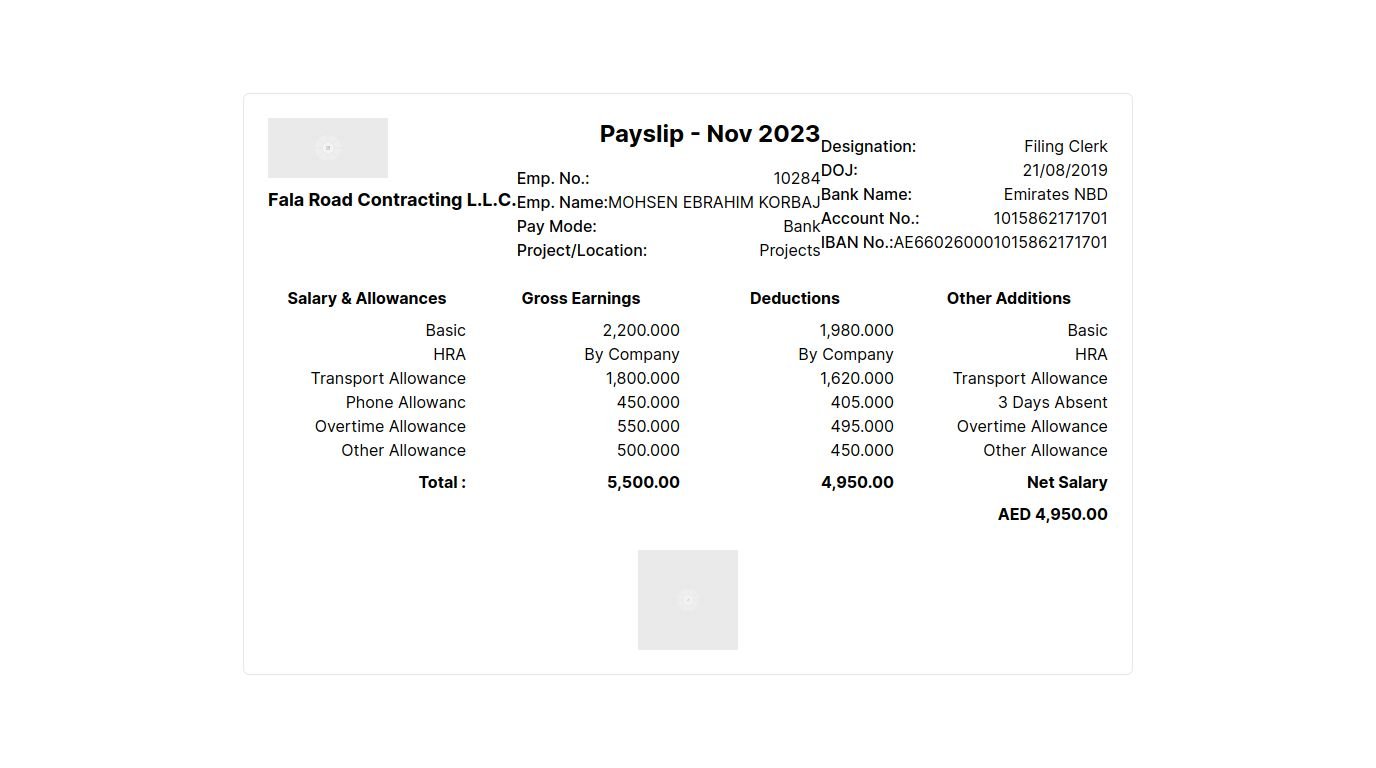 Payslip - Nov 2023
Fala Road Contracting L.L.C.
Emp. No.: 10284
Emp. Name: MOHSEN EBRAHIM KORBAJ
Pay Mode: Bank
Project/Location: Projects
Designation: Filing Clerk
DOJ: 21/08/2019
Bank Name: Emirates NBD
Account No.: 1015862171701
IBAN No.: AE660260001015862171701
Salary & Allowances Gross Earnings Deductions Other Additions
Basic 2,200.000 1,980.000 Basic
HRA By Company By Company HRA
Transport Allowance 1,800.000 1,620.000 Transport Allowance
Phone Allowanc 450.000 405.000 3 Days Absent
Overtime Allowance 550.000 495.000 Overtime Allowance
Other Allowance 500.000 450.000 Other Allowance
Total : 5,500.00 4,950.00 Net Salary
AED 4,950.00